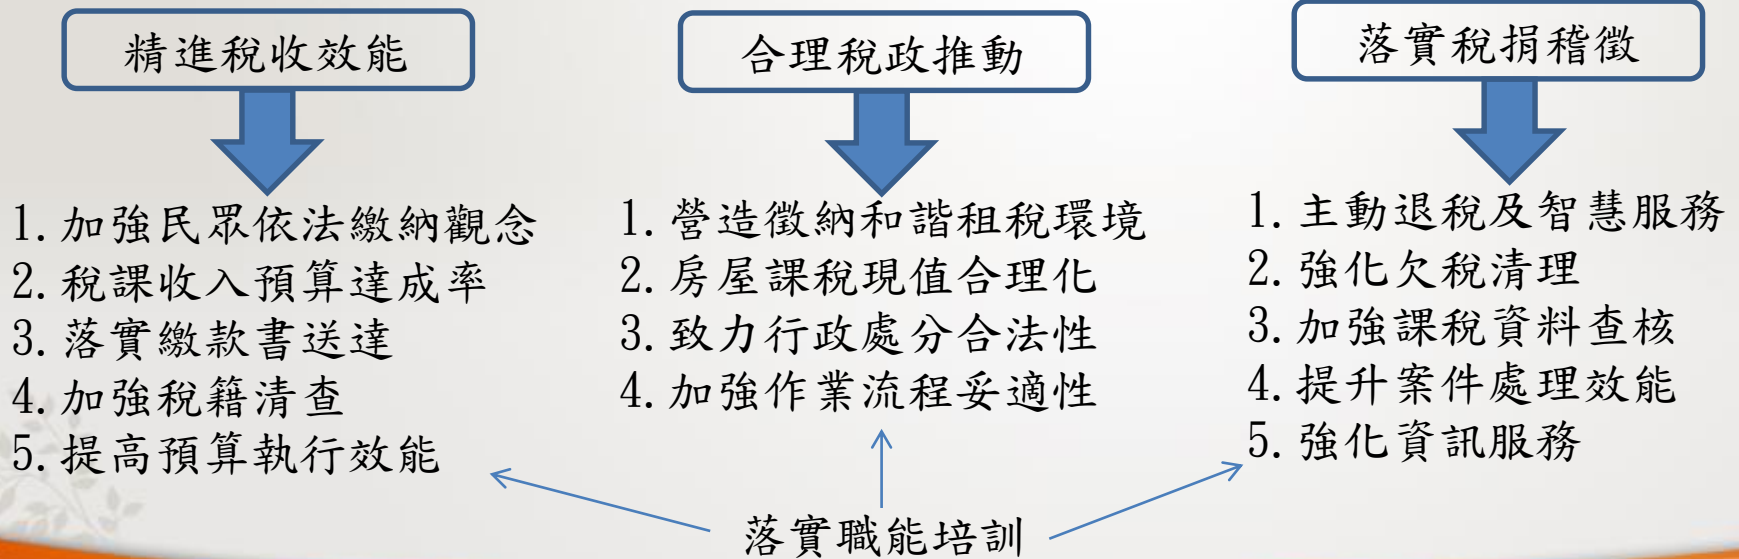 精進稅收效能
1.加強民眾依法繳納觀念
2.稅課收入預算達成率
3.落實繳款書送達
4.加強稅籍清查
5.提高預算執行效能
合理稅政推動
1.營造徵納和諧租稅環境
2.房屋課稅現值合理化
3.致力行政處分合法性
4.加強作業流程妥適性
落實稅捐稽徵
1.主動退稅及智慧服務
2.強化欠稅清理
3.加強課稅資料查核
4.提升案件處理效能
5.強化資訊服務
落實職能培訓